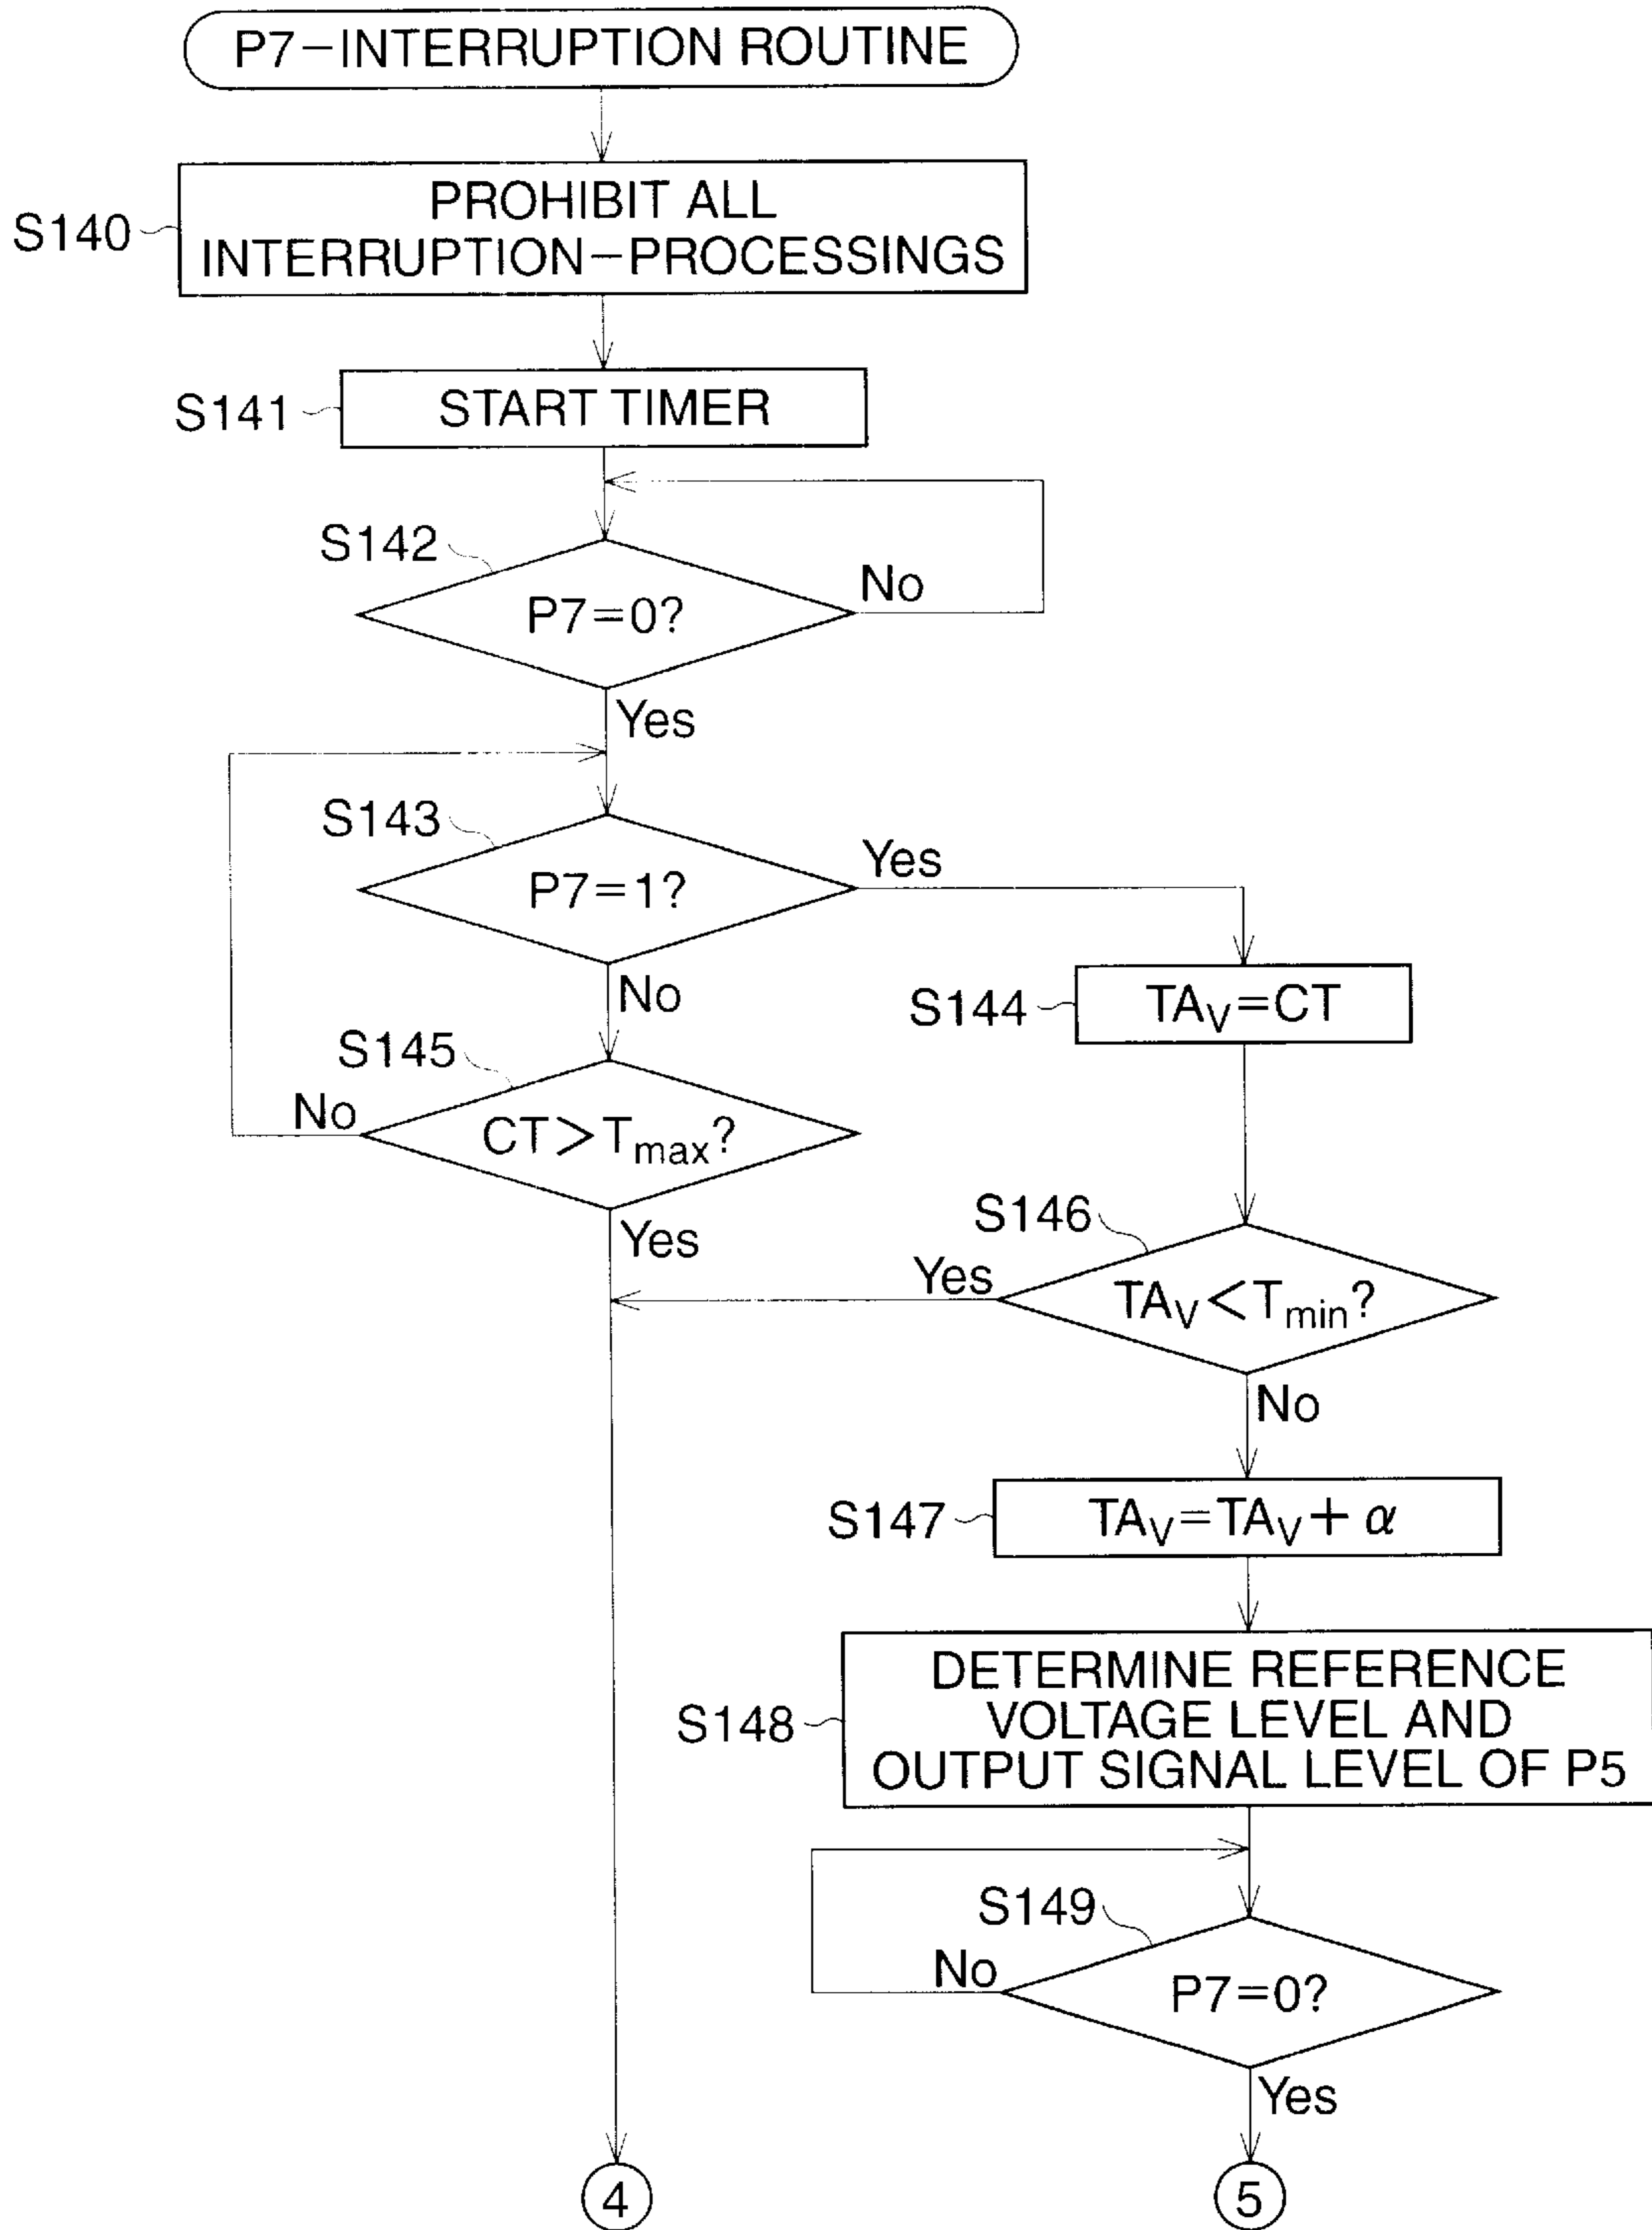 P7-INTERRUPTION ROUTINE
S140
PROHIBIT ALL
INTERRUPTION-PROCESSINGS
S141
START TIMER
S142
P7=0?
No
Yes
S143
P7=1?
Yes
No
S144
TAV=CT
S145
CT>Tmax?
No
Yes
S146
TAV<Tmin?
Yes
No
S147
TAV=TAV+α
S148
DETERMINE REFERENCE
VOLTAGE LEVEL AND
OUTPUT SIGNAL LEVEL OF P5
S149
P7=0?
No
Yes
4
5